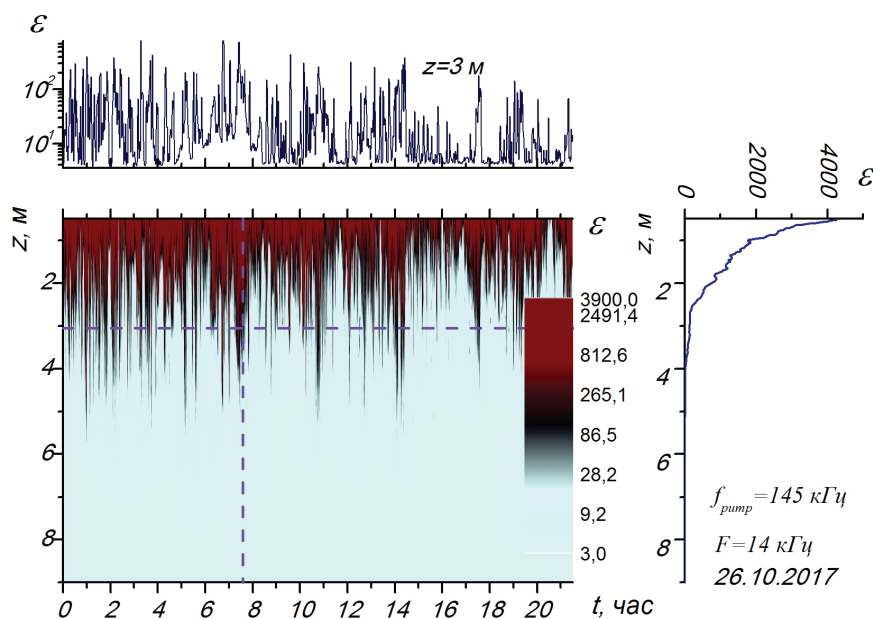 ε
10²
10¹
z=3 м
z, м
2
4
6
8
0 2 4 6 8 10 12 14 16 18 20
t, час
ε
3900,0
2491,4
812,6
265,1
86,5
28,2
9,2
3,0
0 2000 4000
ε
z, м
2
4
6
8
f_pump=145 кГц
F=14 кГц
26.10.2017